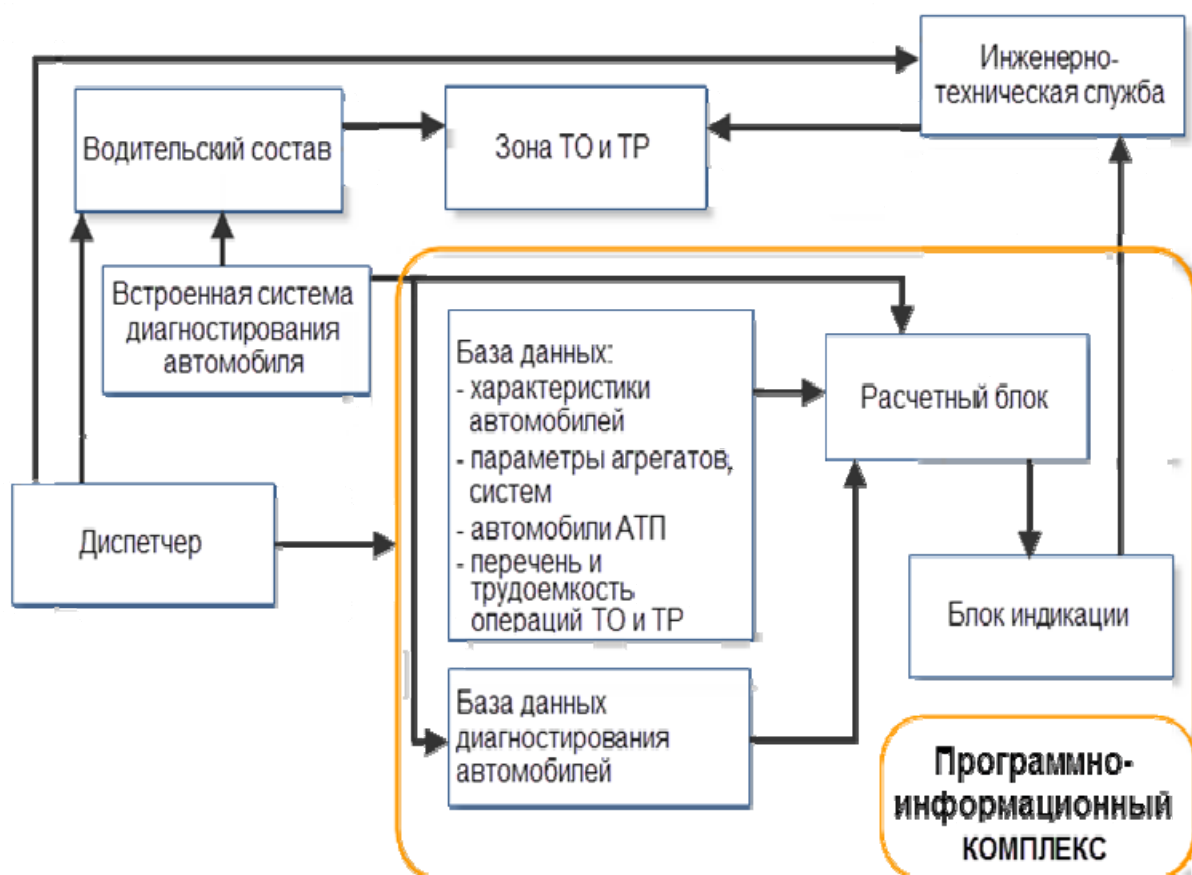 Инженерно-
техническая служба
Водительский состав
Зона ТО и ТР
Встроенная система
диагностирования
автомобиля
База данных:
- характеристики
автомобилей
- параметры агрегатов,
систем
- автомобили АТП
- перечень и
трудоемкость
операций ТО и ТР
Расчетный блок
Диспетчер
Блок индикации
База данных
диагностирования
автомобилей
Программно-
информационный
КОМПЛЕКС